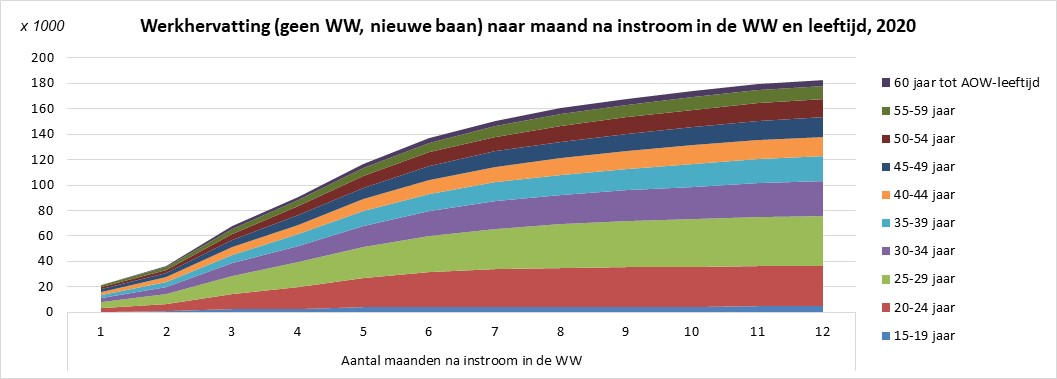 Werkhervatting (geen WW, nieuwe baan) naar maand na instroom in de WW en leeftijd, 2020
x 1000
200
180
160
140
120
100
80
60
40
20
0
1 2 3 4 5 6 7 8 9 10 11 12
Aantal maanden na instroom in de WW
60 jaar tot AOW-leeftijd
55-59 jaar
50-54 jaar
45-49 jaar
40-44 jaar
35-39 jaar
30-34 jaar
25-29 jaar
20-24 jaar
15-19 jaar